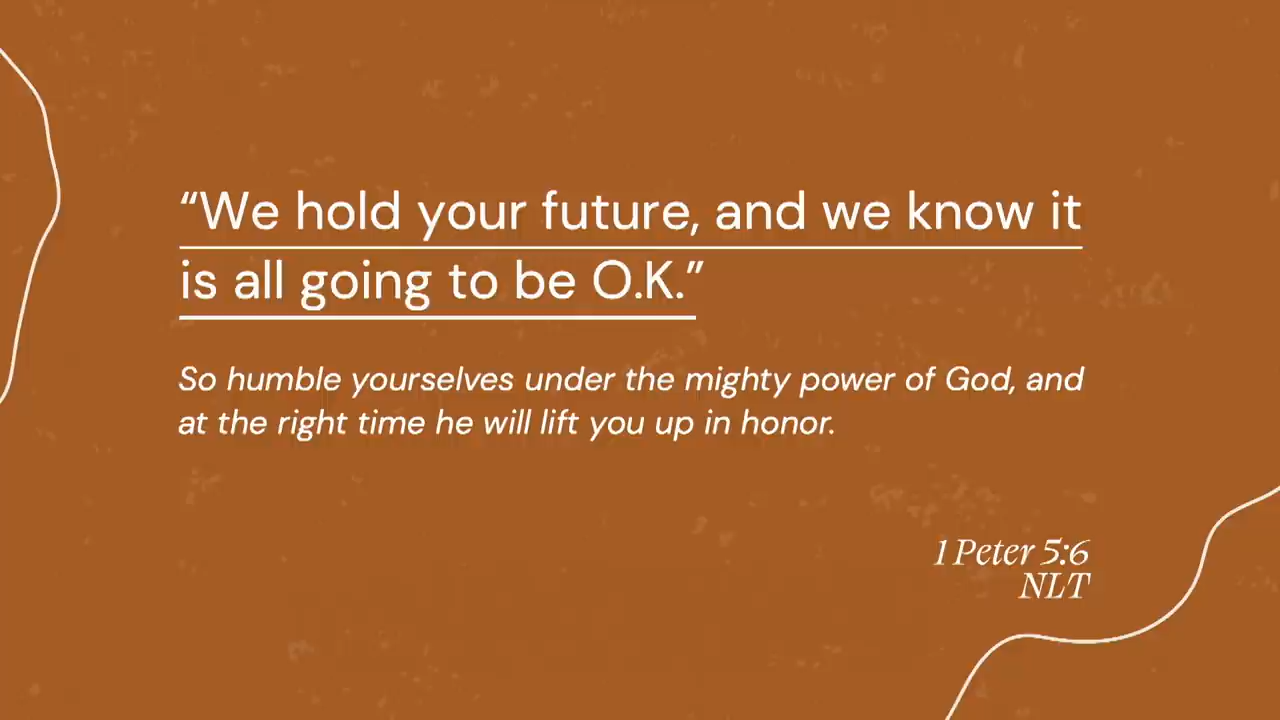 “We hold your future, and we know it
is all going to be O.K.”
So humble yourselves under the mighty power of God, and
at the right time he will lift you up in honor.
1 Peter 5:6
NLT